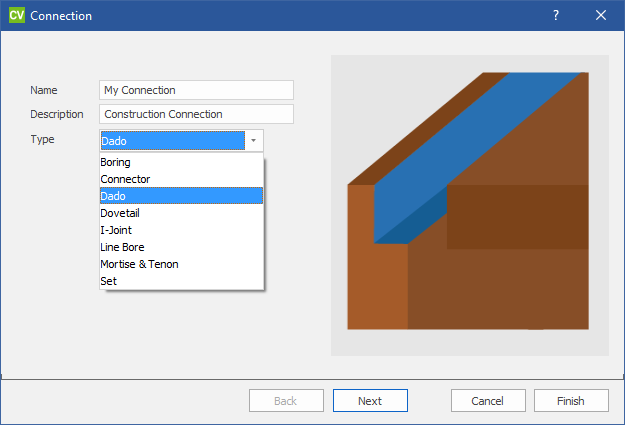 CV Connection ?
Name My Connection
Description Construction Connection
Type Dado
Boring
Connector
Dado
Dovetail
I-Joint
Line Bore
Mortise & Tenon
Set
Back Next Cancel Finish